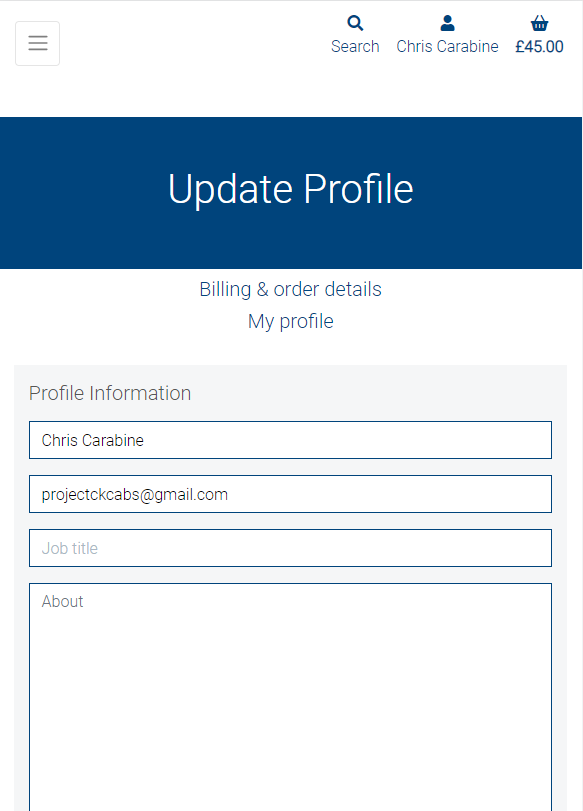 Search Chris Carabine £45.00
Update Profile
Billing & order details
My profile
Profile Information
Chris Carabine
projectckcabs@gmail.com
Job title
About